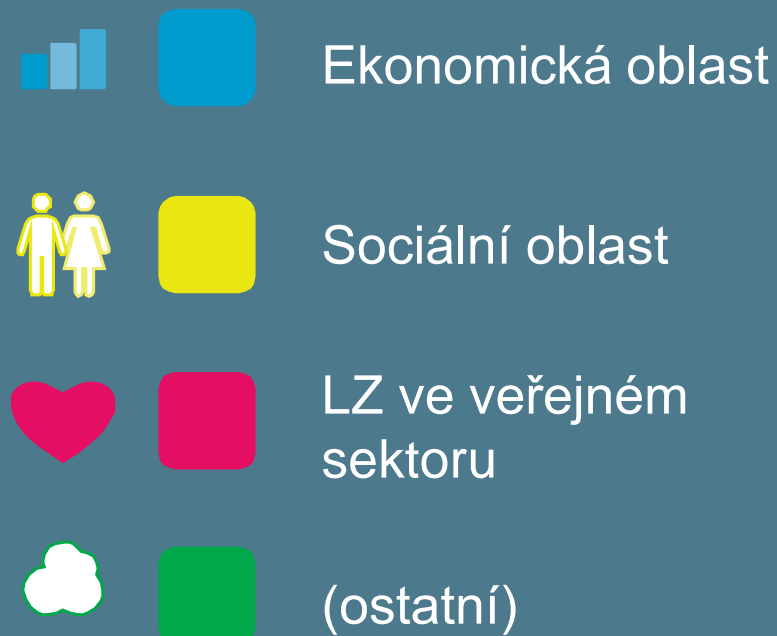 Ekonomická oblast
Sociální oblast
LZ ve veřejném
sektoru
(ostatní)